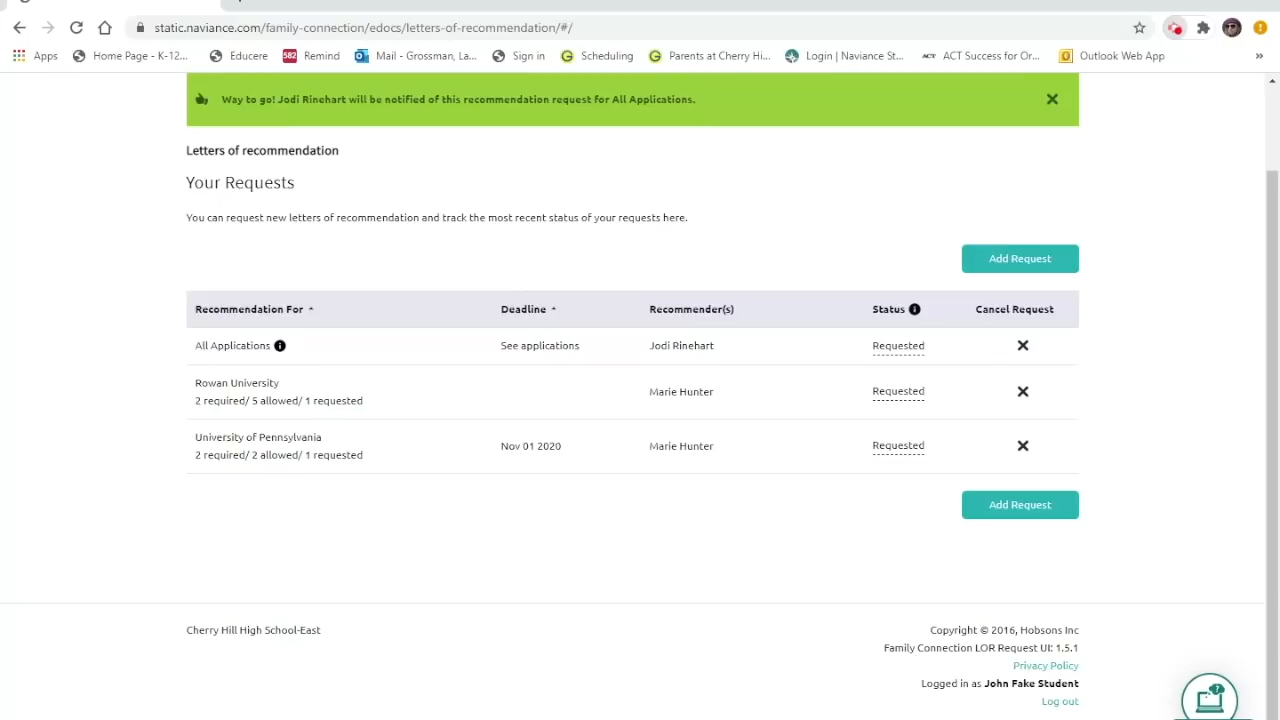 static.naviance.com/family-connection/edocs/letters-of-recommendation/#/
Apps Home Page - K-12... Educere 582 Remind Mail - Grossman, La... Sign in Scheduling Parents at Cherry Hi... Login | Naviance St... ACT ACT Success for Or... Outlook Web App »
Way to go! Jodi Rinehart will be notified of this recommendation request for All Applications.
Letters of recommendation
Your Requests
You can request new letters of recommendation and track the most recent status of your requests here.
Add Request
Recommendation For Deadline Recommender(s) Status Cancel Request
All Applications See applications Jodi Rinehart Requested
Rowan University
2 required/ 5 allowed/ 1 requested Marie Hunter Requested
University of Pennsylvania
2 required/ 2 allowed/ 1 requested Nov 01 2020 Marie Hunter Requested
Add Request
Cherry Hill High School-East
Copyright © 2016, Hobsons Inc
Family Connection LOR Request UI: 1.5.1
Privacy Policy
Logged in as John Fake Student
Log out